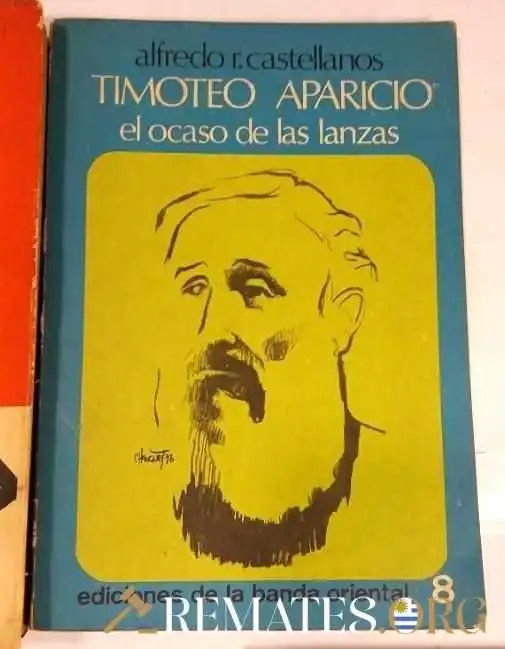 alfredo r. castellanos
TIMOTEO APARICIO
el ocaso de las lanzas
ediciones de la banda oriental 8
REMATES.ORG